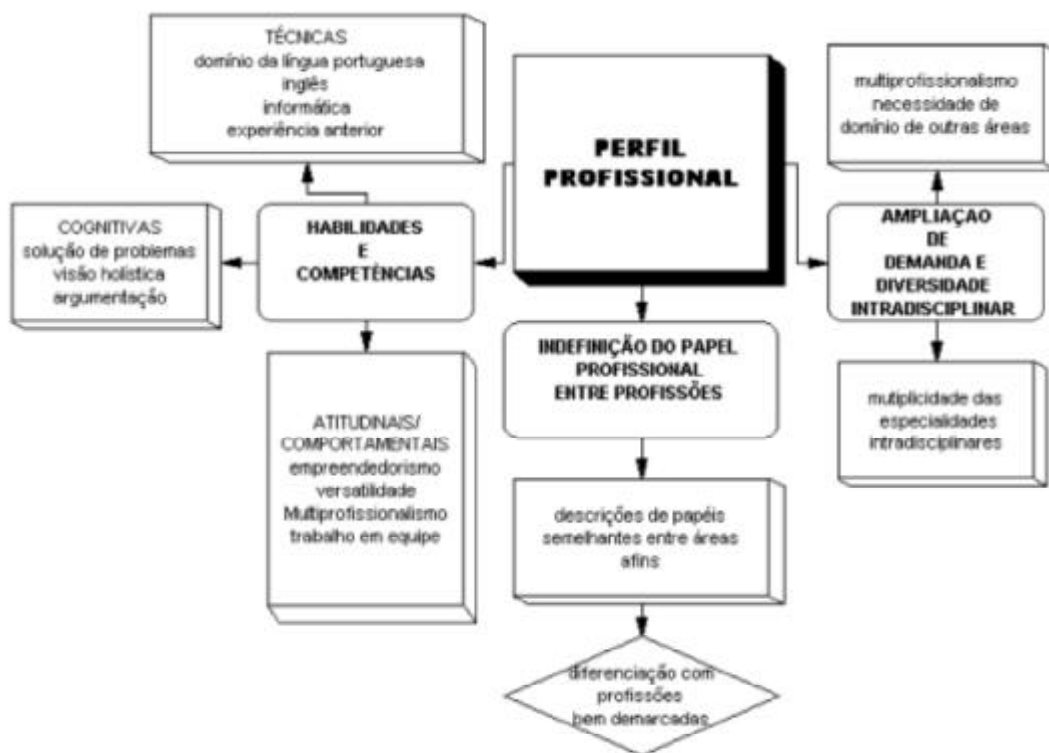 TÉCNICAS
domínio da língua portuguesa
inglês
informática
experiência anterior
PERFIL
PROFISSIONAL
multiprofissionalismo
necessidade de
domínio de outras áreas
COGNITIVAS
solução de problemas
visão holística
argumentação
HABILIDADES
E
COMPETÊNCIAS
AMPLIAÇAO
DE
DEMANDA E
DIVERSIDADE
INTRADISCIPLINAR
INDEFINIÇÃO DO PAPEL
PROFISSIONAL
ENTRE PROFISSÕES
ATITUDINAIS/
COMPORTAMENTAIS
empreendedorismo
versatilidade
Multiprofissionalismo
trabalho em equipe
mutiplicidade das
especialidades
intradisciplinares
descrições de papéis
semelhantes entre áreas
afins
diferenciação com
profissões
bem demarcadas